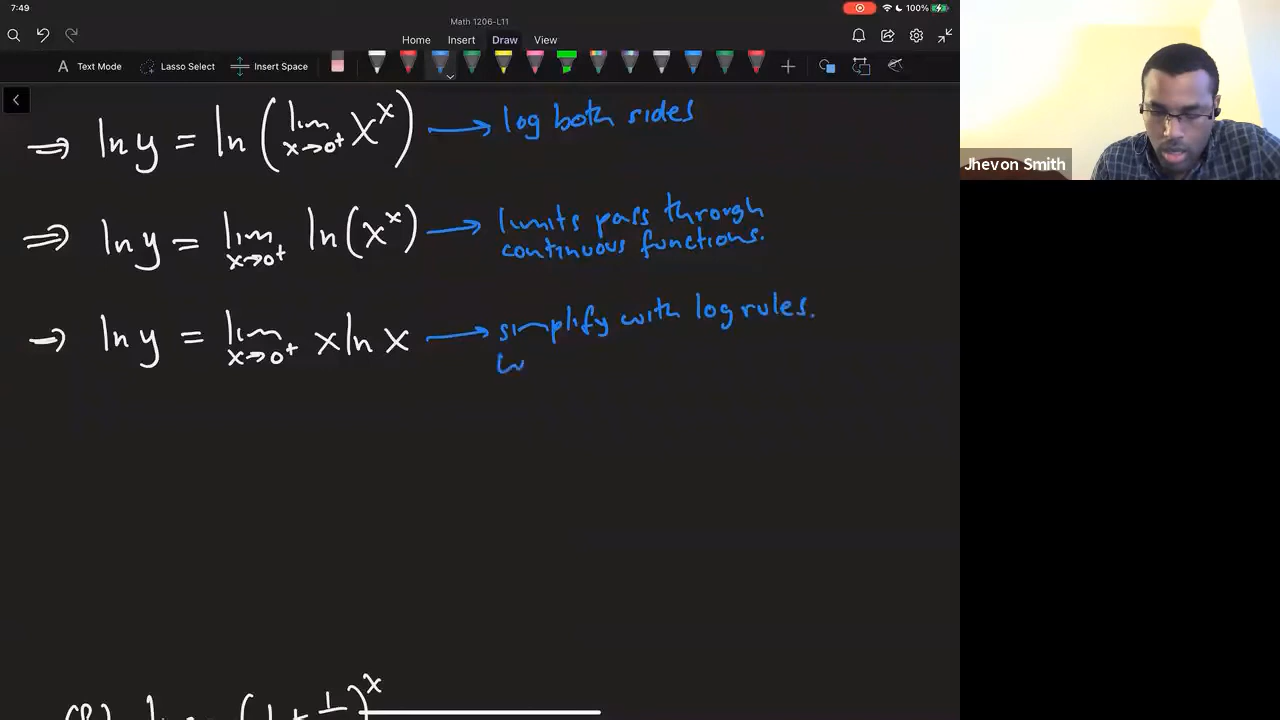 7:49
100%
Math 1206-L11
Home Insert Draw View
Text Mode Lasso Select Insert Space
⇒ ln y = ln ( lim x→0⁺ xˣ ) → log both sides
⇒ ln y = lim x→0⁺ ln(xˣ) → limits pass through
continuous functions.
→ ln y = lim x→0⁺ x ln x → simplify with log rules.
Jhevon Smith